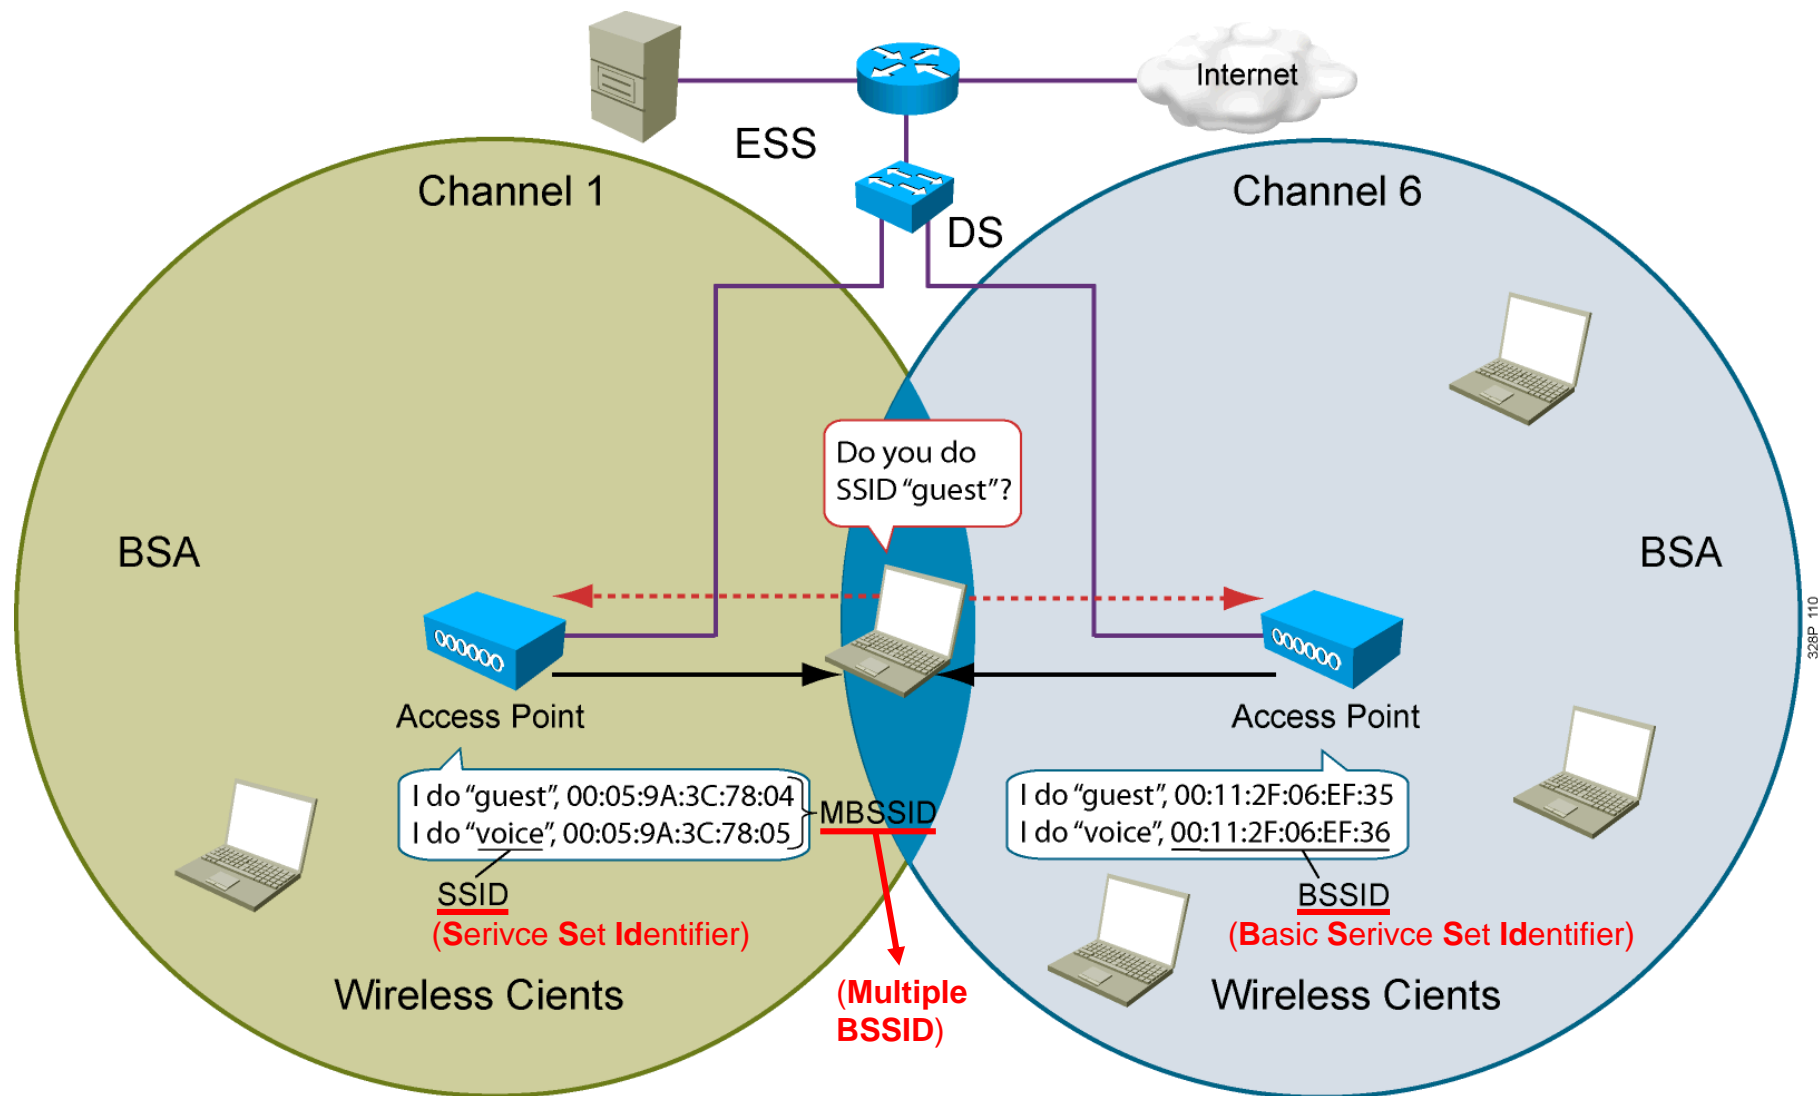 Internet
ESS
Channel 1
Channel 6
DS
Do you do
SSID “guest”?
BSA
BSA
328P_110
Access Point
Access Point
I do “guest”, 00:05:9A:3C:78:04
I do “voice”, 00:05:9A:3C:78:05
MBSSID
I do “guest”, 00:11:2F:06:EF:35
I do “voice”, 00:11:2F:06:EF:36
SSID
(Serivce Set Identifier)
BSSID
(Basic Serivce Set Identifier)
Wireless Cients
(Multiple
BSSID)
Wireless Cients